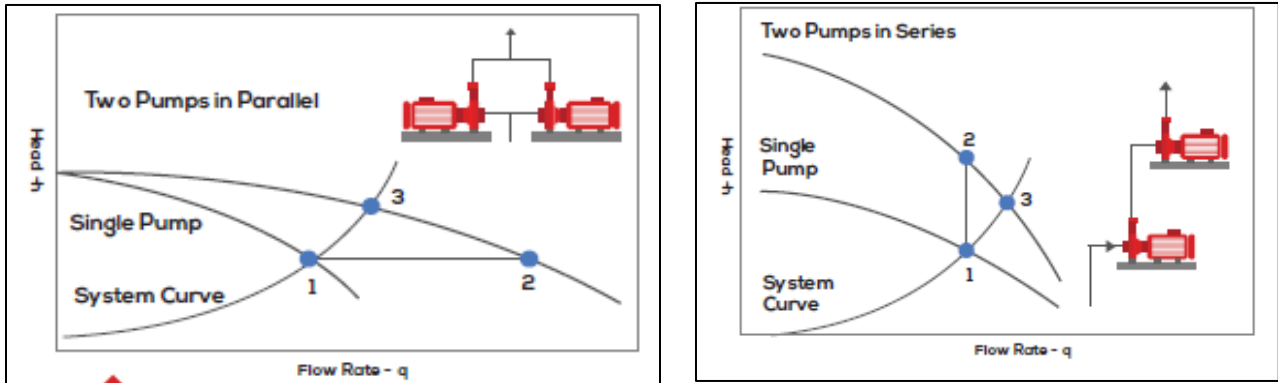 Two Pumps in Parallel
Head -h
Single Pump
System Curve
1
2
3
Flow Rate - q
Two Pumps in Series
Head -h
Single
Pump
System
Curve
2
3
1
Flow Rate - q